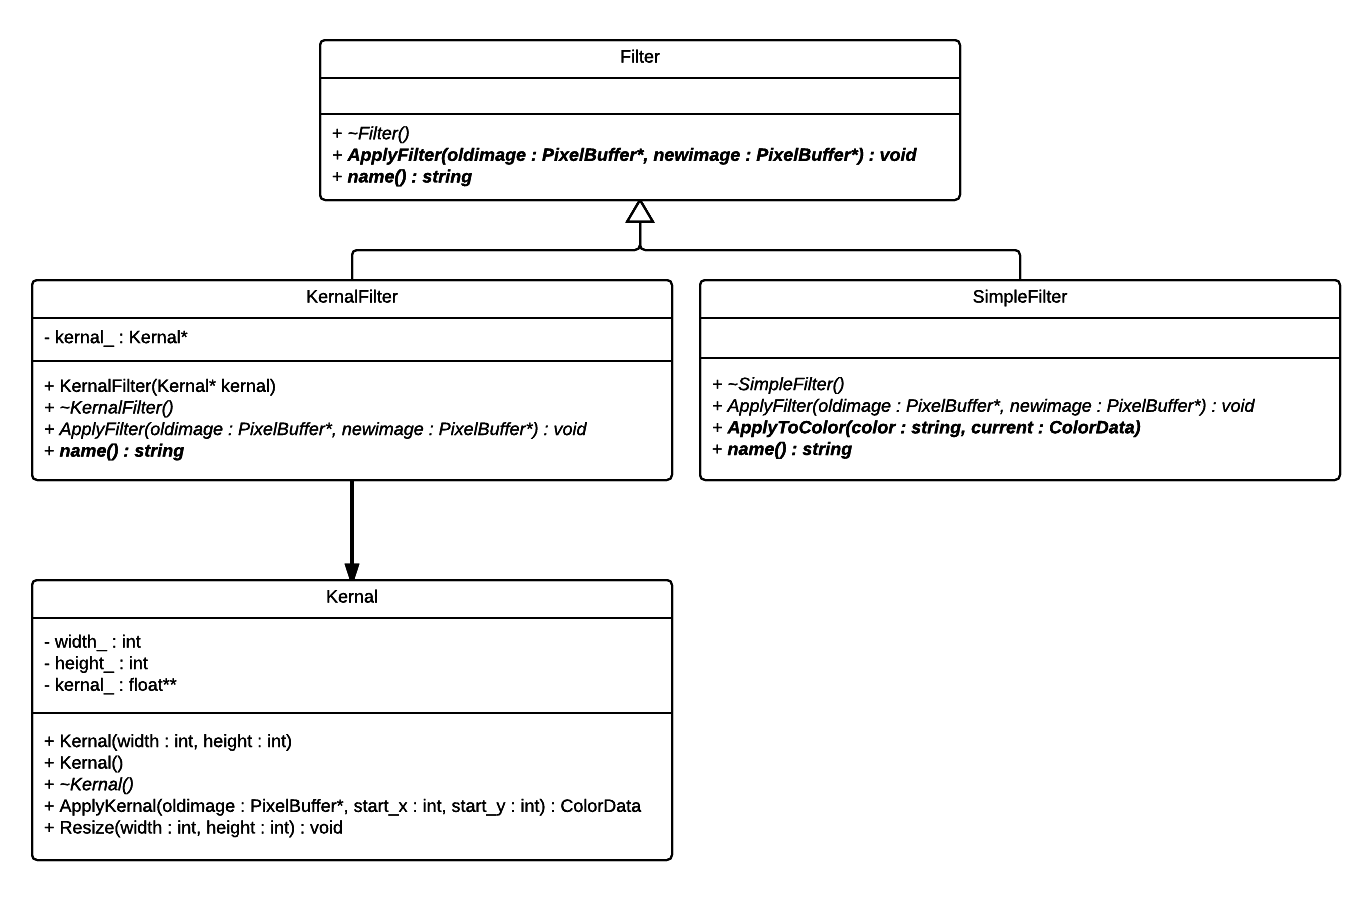 Filter
+ ~Filter()
+ ApplyFilter(oldimage : PixelBuffer*, newimage : PixelBuffer*) : void
+ name() : string
KernalFilter
- kernal_ : Kernal*
+ KernalFilter(Kernal* kernal)
+ ~KernalFilter()
+ ApplyFilter(oldimage : PixelBuffer*, newimage : PixelBuffer*) : void
+ name() : string
SimpleFilter
+ ~SimpleFilter()
+ ApplyFilter(oldimage : PixelBuffer*, newimage : PixelBuffer*) : void
+ ApplyToColor(color : string, current : ColorData)
+ name() : string
Kernal
- width_ : int
- height_ : int
- kernal_ : float**
+ Kernal(width : int, height : int)
+ Kernal()
+ ~Kernal()
+ ApplyKernal(oldimage : PixelBuffer*, start_x : int, start_y : int) : ColorData
+ Resize(width : int, height : int) : void